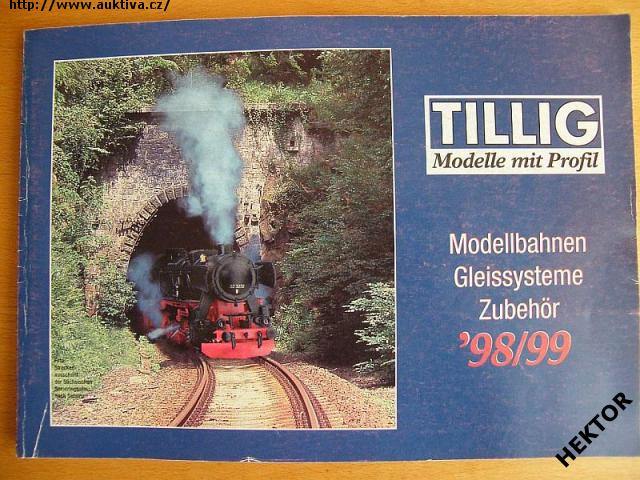 http://www.auktiva.cz/
TILLIG
Modelle mit Profil
Modellbahnen
Gleissysteme
Zubehör
'98/99
HEKTOR